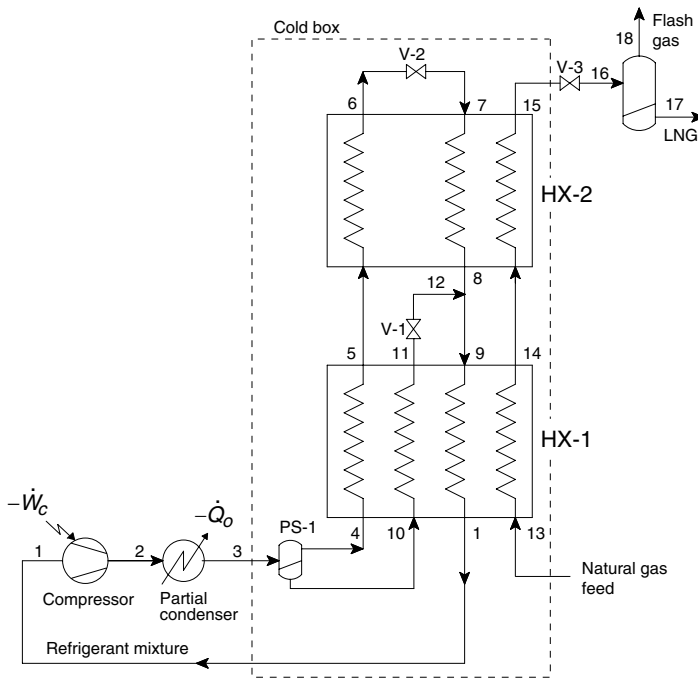 Cold box
18
Flash
gas
V-2
V-3
16
6
7
15
17
LNG
HX-2
12
8
V-1
5
11
9
14
HX-1
−Ẇc
−Q̇o
PS-1
4
10
1
13
1
2
3
Compressor
Partial
condenser
Natural gas
feed
Refrigerant mixture